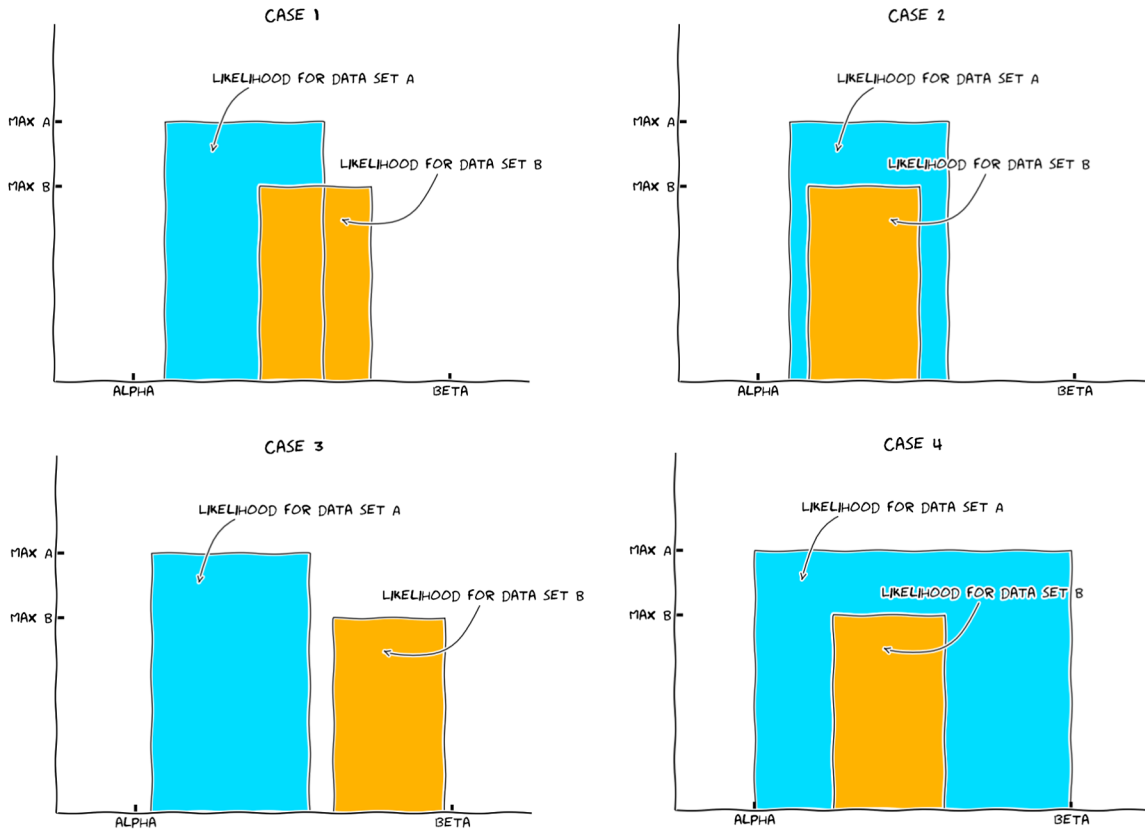 CASE 1
LIKELIHOOD FOR DATA SET A
MAX A
LIKELIHOOD FOR DATA SET B
MAX B
ALPHA
BETA
CASE 2
LIKELIHOOD FOR DATA SET A
MAX A
LIKELIHOOD FOR DATA SET B
MAX B
ALPHA
BETA
CASE 3
LIKELIHOOD FOR DATA SET A
MAX A
LIKELIHOOD FOR DATA SET B
MAX B
ALPHA
BETA
CASE 4
LIKELIHOOD FOR DATA SET A
MAX A
LIKELIHOOD FOR DATA SET B
MAX B
ALPHA
BETA